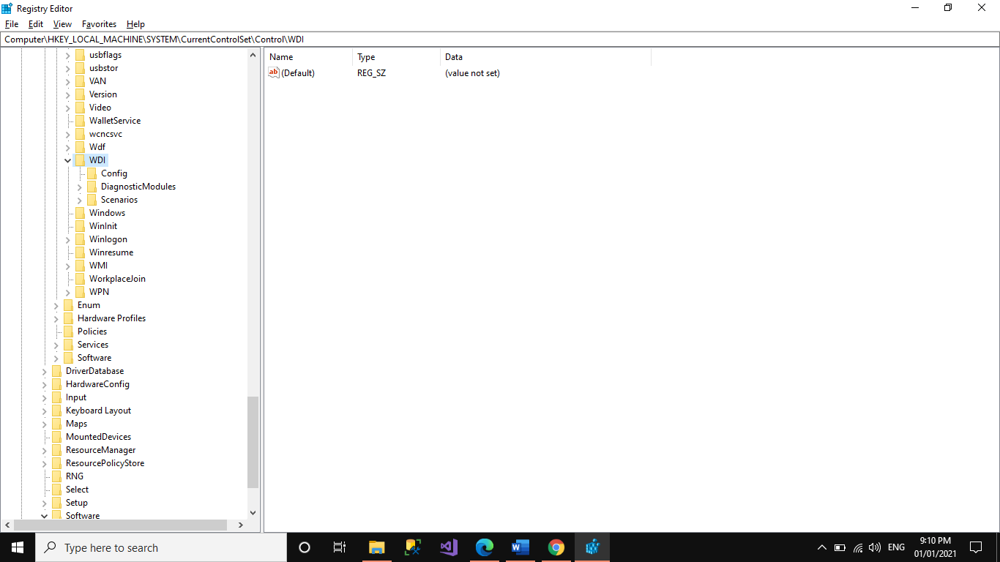 Registry Editor
File Edit View Favorites Help
Computer\HKEY_LOCAL_MACHINE\SYSTEM\CurrentControlSet\Control\WDI
usbflags
usbstor
VAN
Version
Video
WalletService
wcncsvc
Wdf
WDI
Config
DiagnosticModules
Scenarios
Windows
WinInit
Winlogon
Winresume
WMI
WorkplaceJoin
WPN
Enum
Hardware Profiles
Policies
Services
Software
DriverDatabase
HardwareConfig
Input
Keyboard Layout
Maps
MountedDevices
ResourceManager
ResourcePolicyStore
RNG
Select
Setup
Software
Name Type Data
ab (Default) REG_SZ (value not set)
Type here to search
W
ENG
9:10 PM
01/01/2021